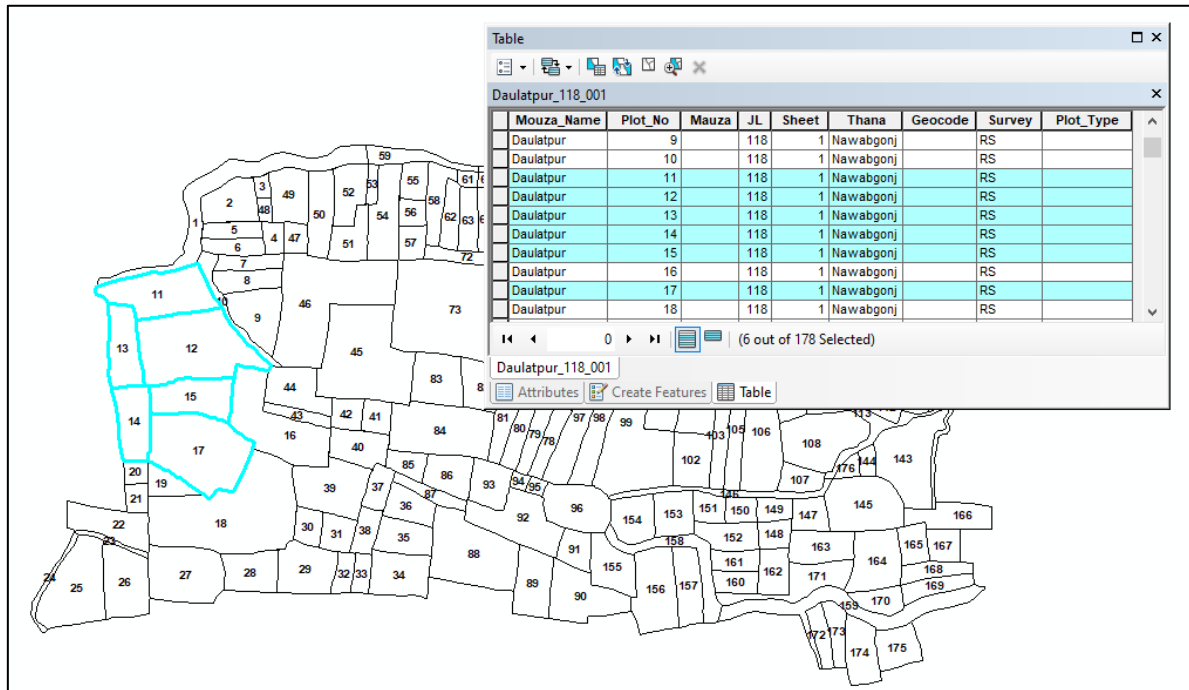 Table
Daulatpur_118_001
Mouza_Name Plot_No Mauza JL Sheet Thana Geocode Survey Plot_Type
Daulatpur 9 118 1 Nawabgonj RS
Daulatpur 10 118 1 Nawabgonj RS
Daulatpur 11 118 1 Nawabgonj RS
Daulatpur 12 118 1 Nawabgonj RS
Daulatpur 13 118 1 Nawabgonj RS
Daulatpur 14 118 1 Nawabgonj RS
Daulatpur 15 118 1 Nawabgonj RS
Daulatpur 16 118 1 Nawabgonj RS
Daulatpur 17 118 1 Nawabgonj RS
Daulatpur 18 118 1 Nawabgonj RS
0 (6 out of 178 Selected)
Daulatpur_118_001
Attributes Create Features Table
59
3 49 52 53 55 61
2 48 50 54 56 58 62 63
1 5 4 47 51 57
6 72
7
8 46 73
11 10 9
13 12 45
44 83
15
14 43 42 41 84 81 80 79 78 97 98 99 103 105 106 113
17 16 40 108
20 19 85 86 93 94 95 102 107 176 144 143
21 39 37 87 146
22 18 30 31 38 36 35 92 96 154 153 151 150 149 147 145 166
23 91 158 152 148 163 165 167
24 25 26 27 28 29 32 33 34 88 89 90 155 156 157 161 160 162 171 164 168 169
159 170
172 173 174 175